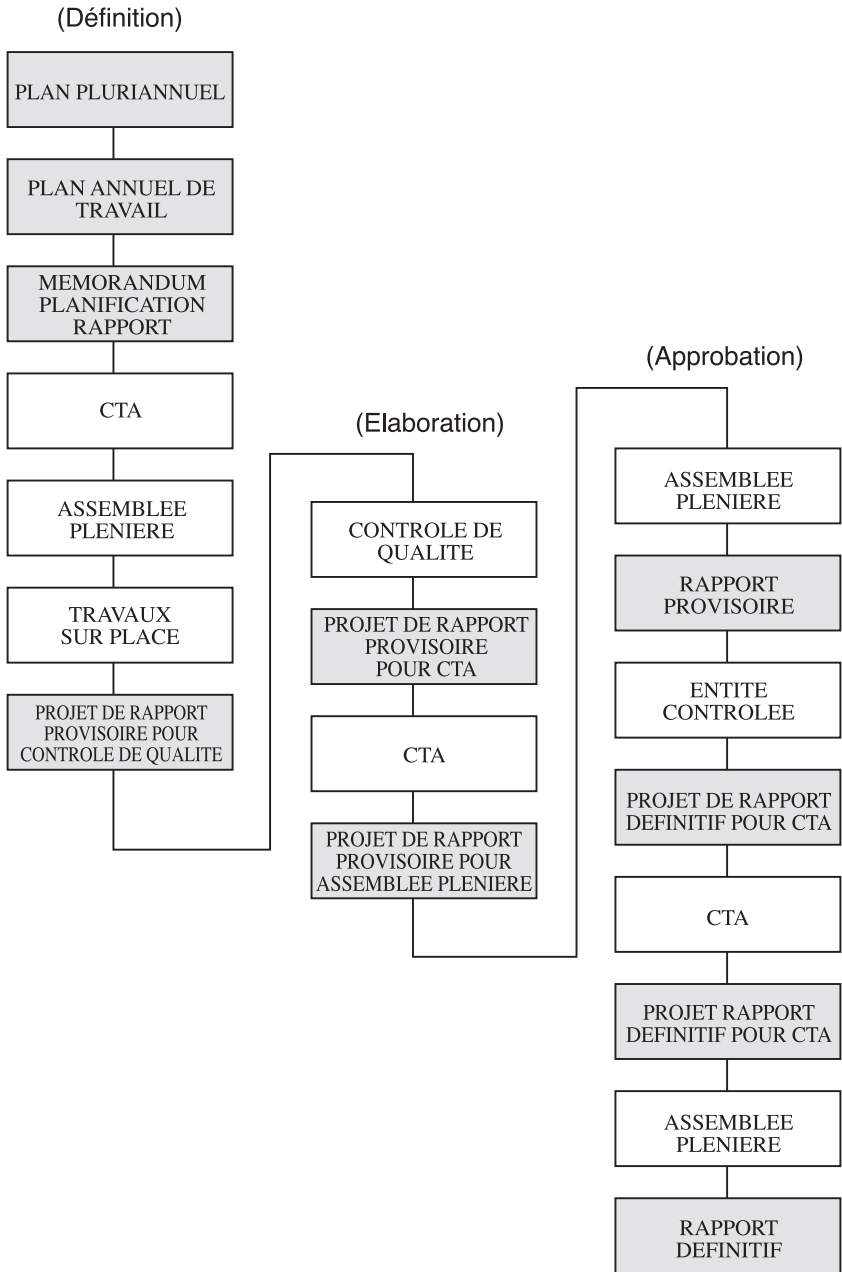 (Définition)
PLAN PLURIANNUEL
PLAN ANNUEL DE
TRAVAIL
MEMORANDUM
PLANIFICATION
RAPPORT
CTA
ASSEMBLEE
PLENIERE
TRAVAUX
SUR PLACE
PROJET DE RAPPORT
PROVISOIRE POUR
CONTROLE DE QUALITE
(Elaboration)
CONTROLE DE
QUALITE
PROJET DE RAPPORT
PROVISOIRE
POUR CTA
CTA
PROJET DE RAPPORT
PROVISOIRE POUR
ASSEMBLEE PLENIERE
(Approbation)
ASSEMBLEE
PLENIERE
RAPPORT
PROVISOIRE
ENTITE
CONTROLEE
PROJET DE RAPPORT
DEFINITIF POUR CTA
CTA
PROJET RAPPORT
DEFINITIF POUR CTA
ASSEMBLEE
PLENIERE
RAPPORT
DEFINITIF